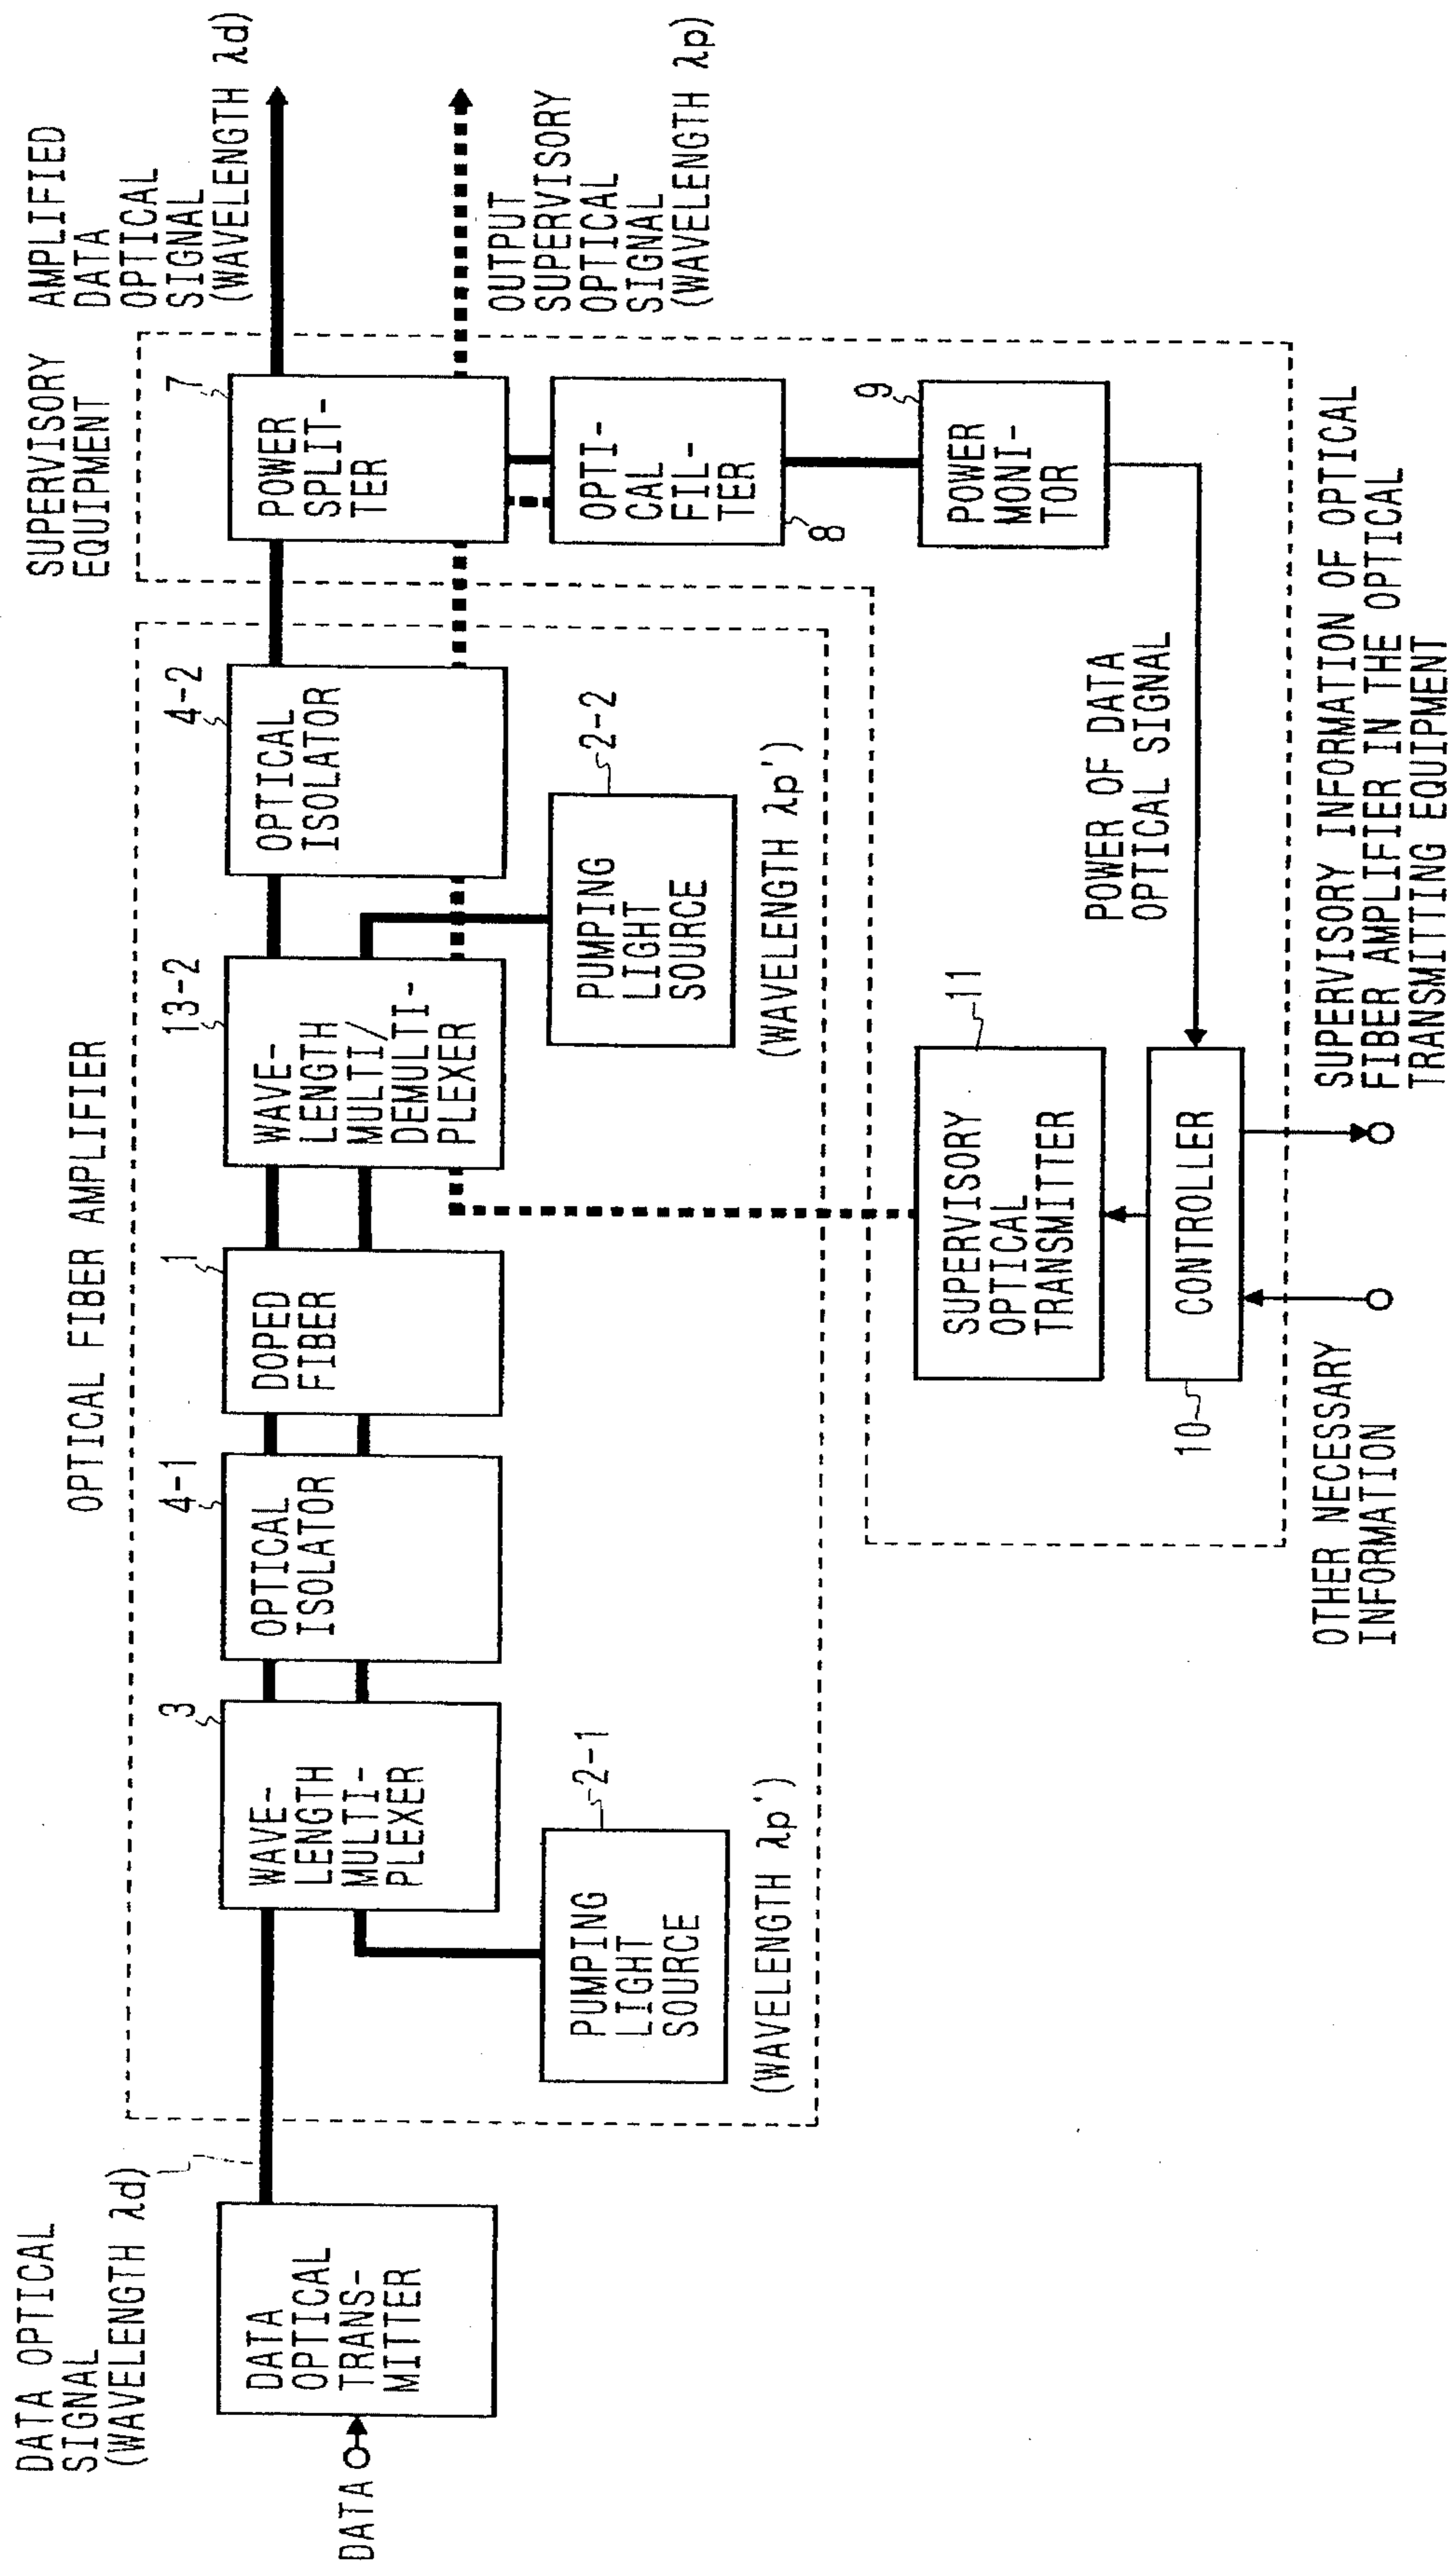 DATA OPTICAL
SIGNAL
(WAVELENGTH λd)
DATA
DATA
OPTICAL
TRANS-
MITTER
OPTICAL FIBER AMPLIFIER
3
WAVE-
LENGTH
MULTI-
PLEXER
PUMPING
LIGHT
SOURCE
2-1
(WAVELENGTH λp')
4-1
OPTICAL
ISOLATOR
1
DOPED
FIBER
13-2
WAVE-
LENGTH
MULTI/
DEMULTI-
PLEXER
PUMPING
LIGHT
SOURCE
2-2
(WAVELENGTH λp')
4-2
OPTICAL
ISOLATOR
SUPERVISORY
EQUIPMENT
7
POWER
SPLIT-
TER
OPTI-
CAL
FIL-
TER
8
9
POWER
MONI-
TOR
POWER OF DATA
OPTICAL SIGNAL
11
SUPERVISORY
OPTICAL
TRANSMITTER
10
CONTROLLER
OTHER NECESSARY
INFORMATION
SUPERVISORY INFORMATION OF OPTICAL
FIBER AMPLIFIER IN THE OPTICAL
TRANSMITTING EQUIPMENT
AMPLIFIED
DATA
OPTICAL
SIGNAL
(WAVELENGTH λd)
OUTPUT
SUPERVISORY
OPTICAL
SIGNAL
(WAVELENGTH λp)